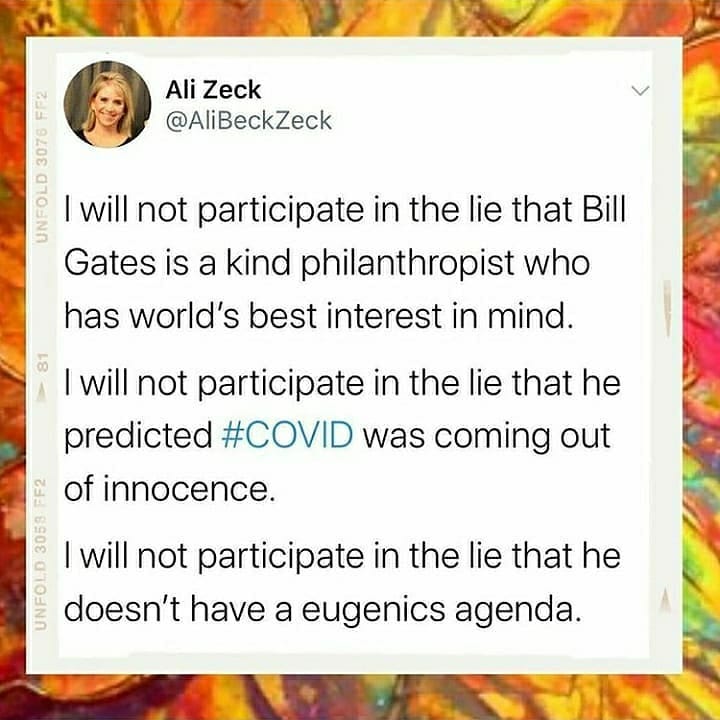 Ali Zeck
@AliBeckZeck
I will not participate in the lie that Bill
Gates is a kind philanthropist who
has world's best interest in mind.
I will not participate in the lie that he
predicted #COVID was coming out
of innocence.
I will not participate in the lie that he
doesn't have a eugenics agenda.
UNFOLD 3076 FF2
81
UNFOLD 3053 FF2